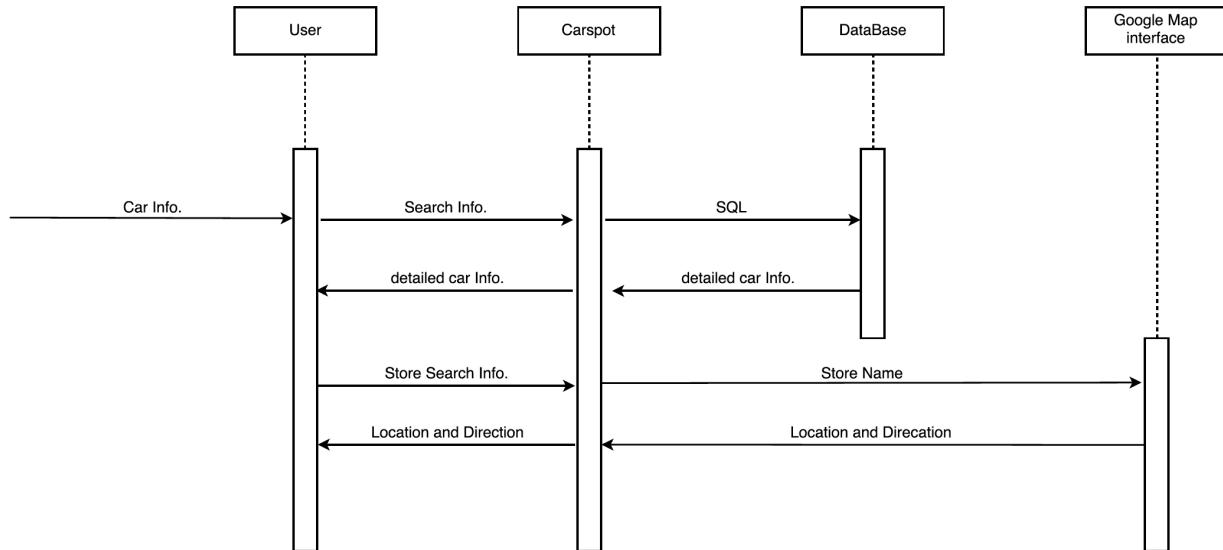 User
Carspot
DataBase
Google Map
interface
Car Info.
Search Info.
SQL
detailed car Info.
detailed car Info.
Store Search Info.
Store Name
Location and Direction
Location and Direcation